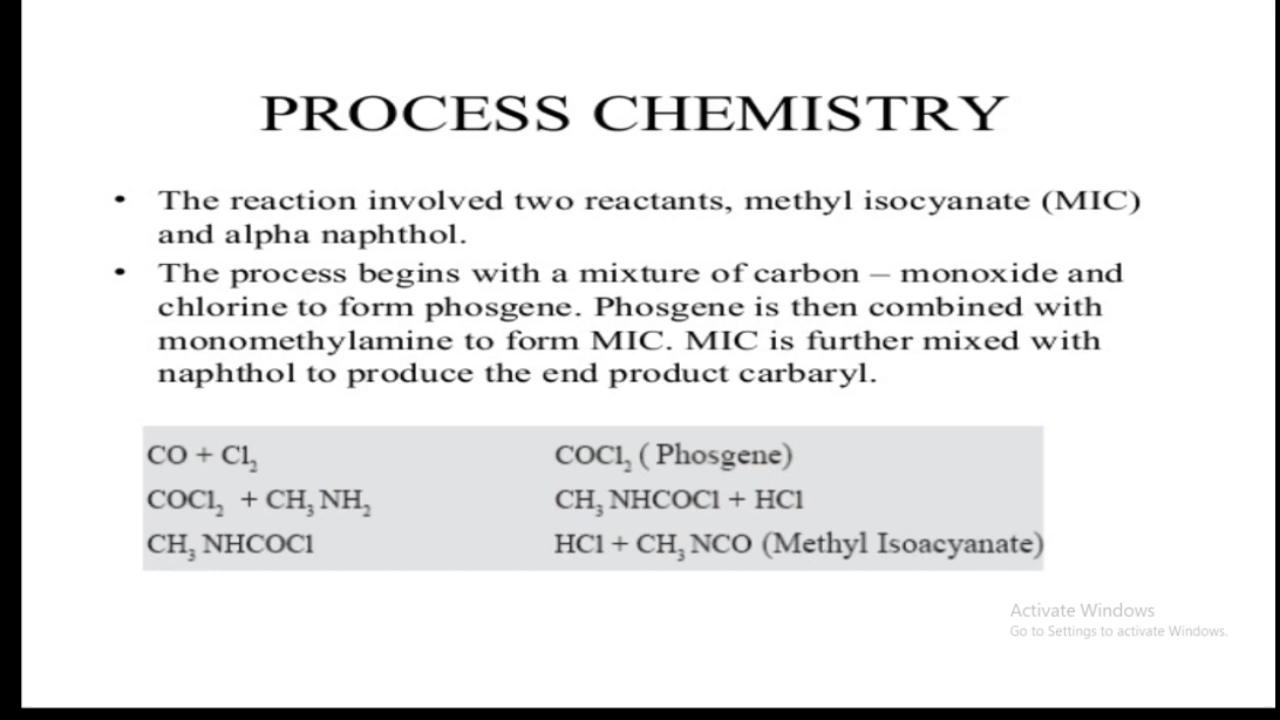 PROCESS CHEMISTRY
• The reaction involved two reactants, methyl isocyanate (MIC)
and alpha naphthol.
• The process begins with a mixture of carbon – monoxide and
chlorine to form phosgene. Phosgene is then combined with
monomethylamine to form MIC. MIC is further mixed with
naphthol to produce the end product carbaryl.
CO + Cl₂ COCl₂ ( Phosgene)
COCl₂ + CH₃ NH₂ CH₃ NHCOCl + HCl
CH₃ NHCOCl HCl + CH₃ NCO (Methyl Isoacyanate)
Activate Windows
Go to Settings to activate Windows.